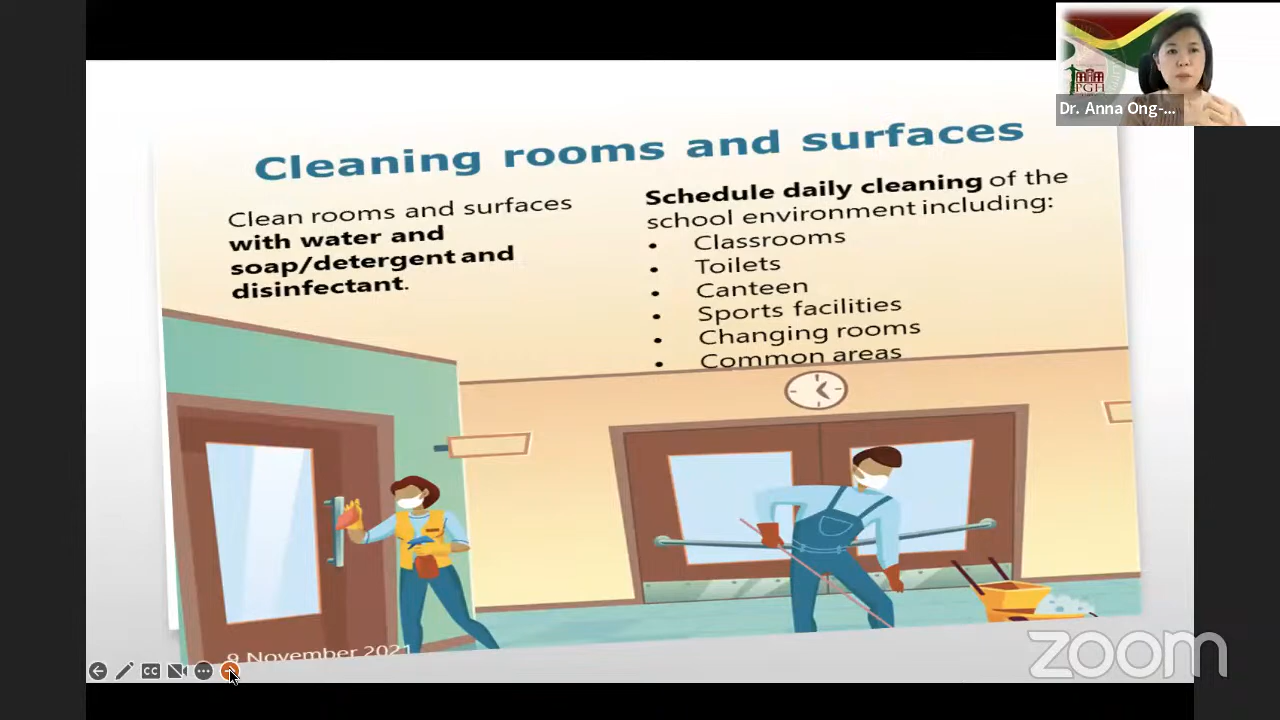 PGH
Dr. Anna Ong-...
Cleaning rooms and surfaces
Clean rooms and surfaces
with water and
soap/detergent and
disinfectant.
Schedule daily cleaning of the
school environment including:
• Classrooms
• Toilets
• Canteen
• Sports facilities
• Changing rooms
• Common areas
9 November 2021
CC
zoom